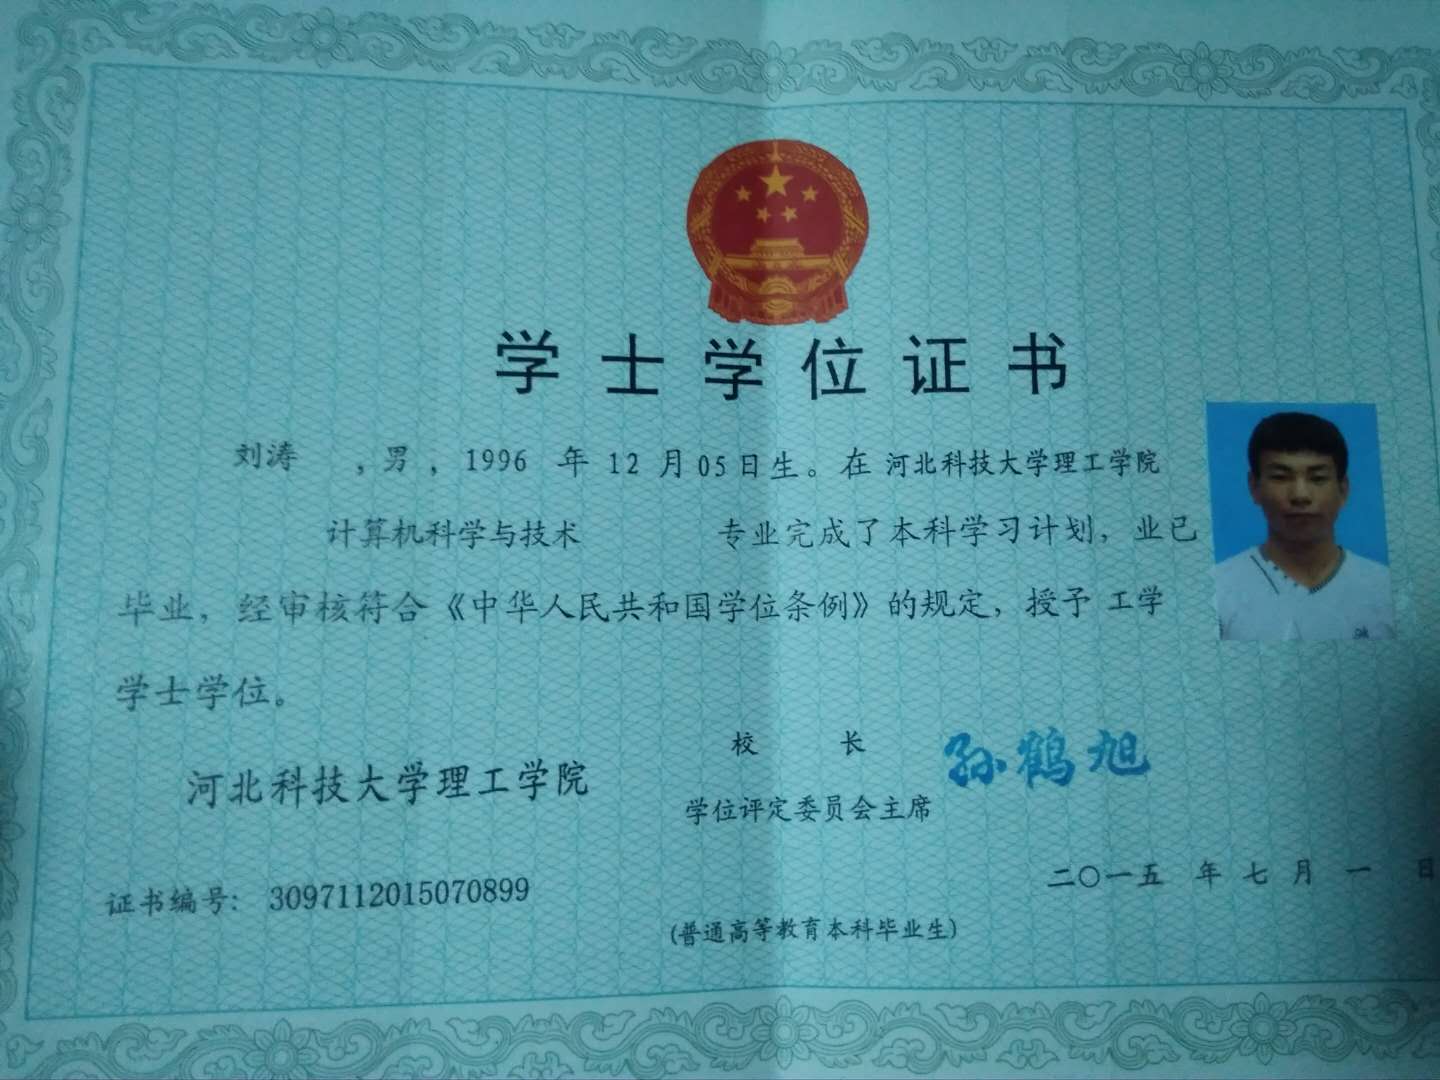 学士学位证书
刘涛 ，男，1996 年 12 月 05日生。在 河北科技大学理工学院
计算机科学与技术 专业完成了本科学习计划，业已
毕业，经审核符合《中华人民共和国学位条例》的规定，授予 工学
学士学位。
河北科技大学理工学院
校 长 孙鹤旭
学位评定委员会主席
证书编号: 3097112015070899
二〇一五 年 七 月 一 日
(普通高等教育本科毕业生)